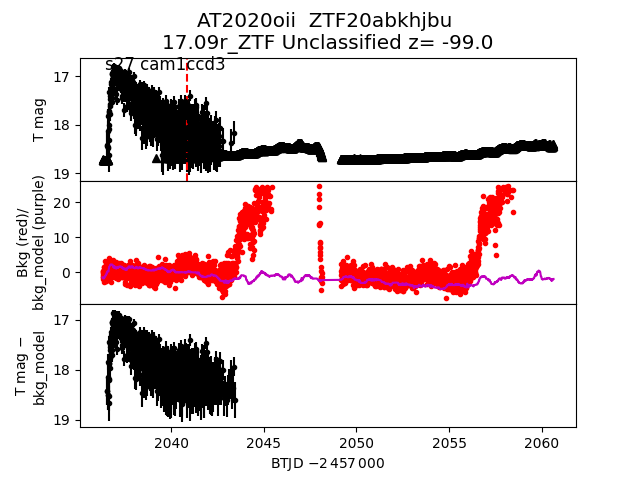 AT2020oii  ZTF20abkhjbu
17.09r_ZTF Unclassified z= -99.0
s27 cam1ccd3
T mag
17
18
19
Bkg (red)/
bkg_model (purple)
20
10
0
T mag −
bkg_model
17
18
19
2040
2045
2050
2055
2060
BTJD −2 457 000